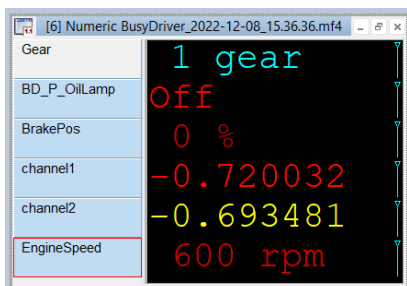 [6] Numeric BusyDriver_2022-12-08_15.36.36.mf4
Gear 1 gear
BD_P_OilLamp Off
BrakePos 0 %
channel1 -0.720032
channel2 -0.693481
EngineSpeed 600 rpm